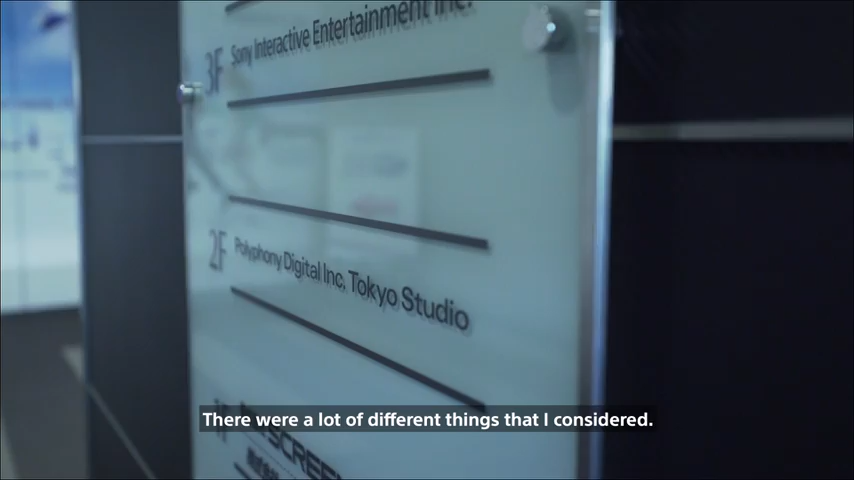 Sony Interactive Entertainment Inc.
3F
2F
Polyphony Digital Inc. Tokyo Studio
There were a lot of different things that I considered.
1F